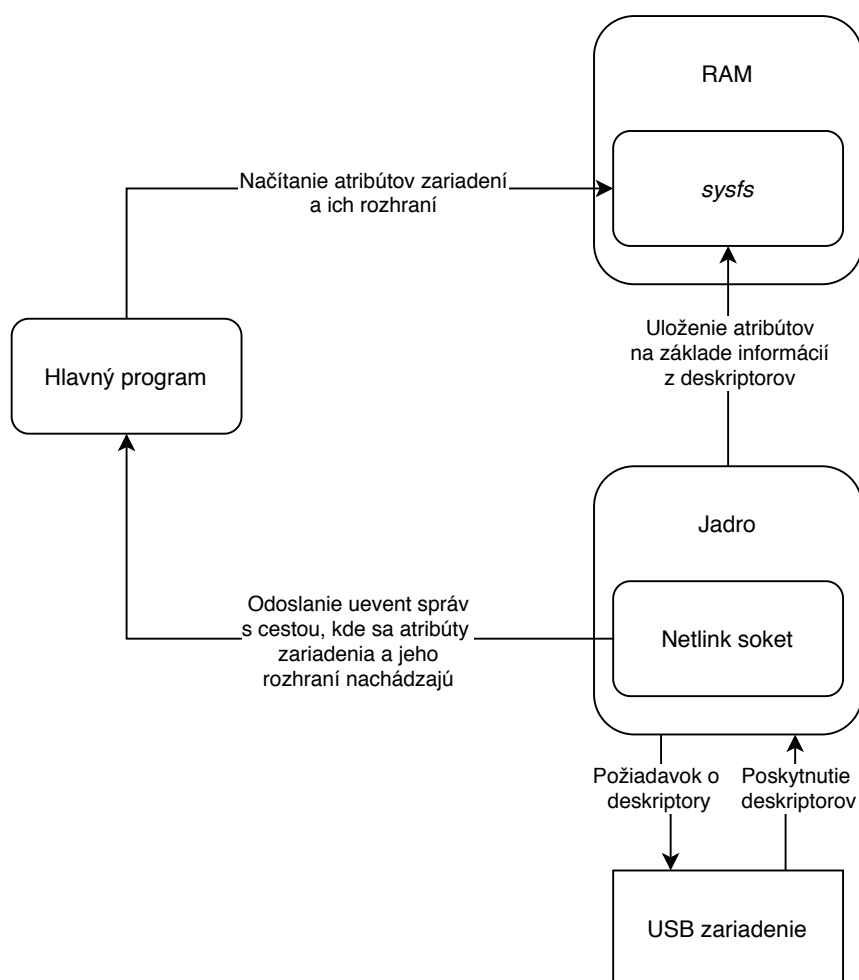 RAM
sysfs
Načítanie atribútov zariadení
a ich rozhraní
Uloženie atribútov
na základe informácií
z deskriptorov
Hlavný program
Jadro
Netlink soket
Odoslanie uevent správ
s cestou, kde sa atribúty
zariadenia a jeho
rozhraní nachádzajú
Požiadavok o
deskriptory
Poskytnutie
deskriptorov
USB zariadenie